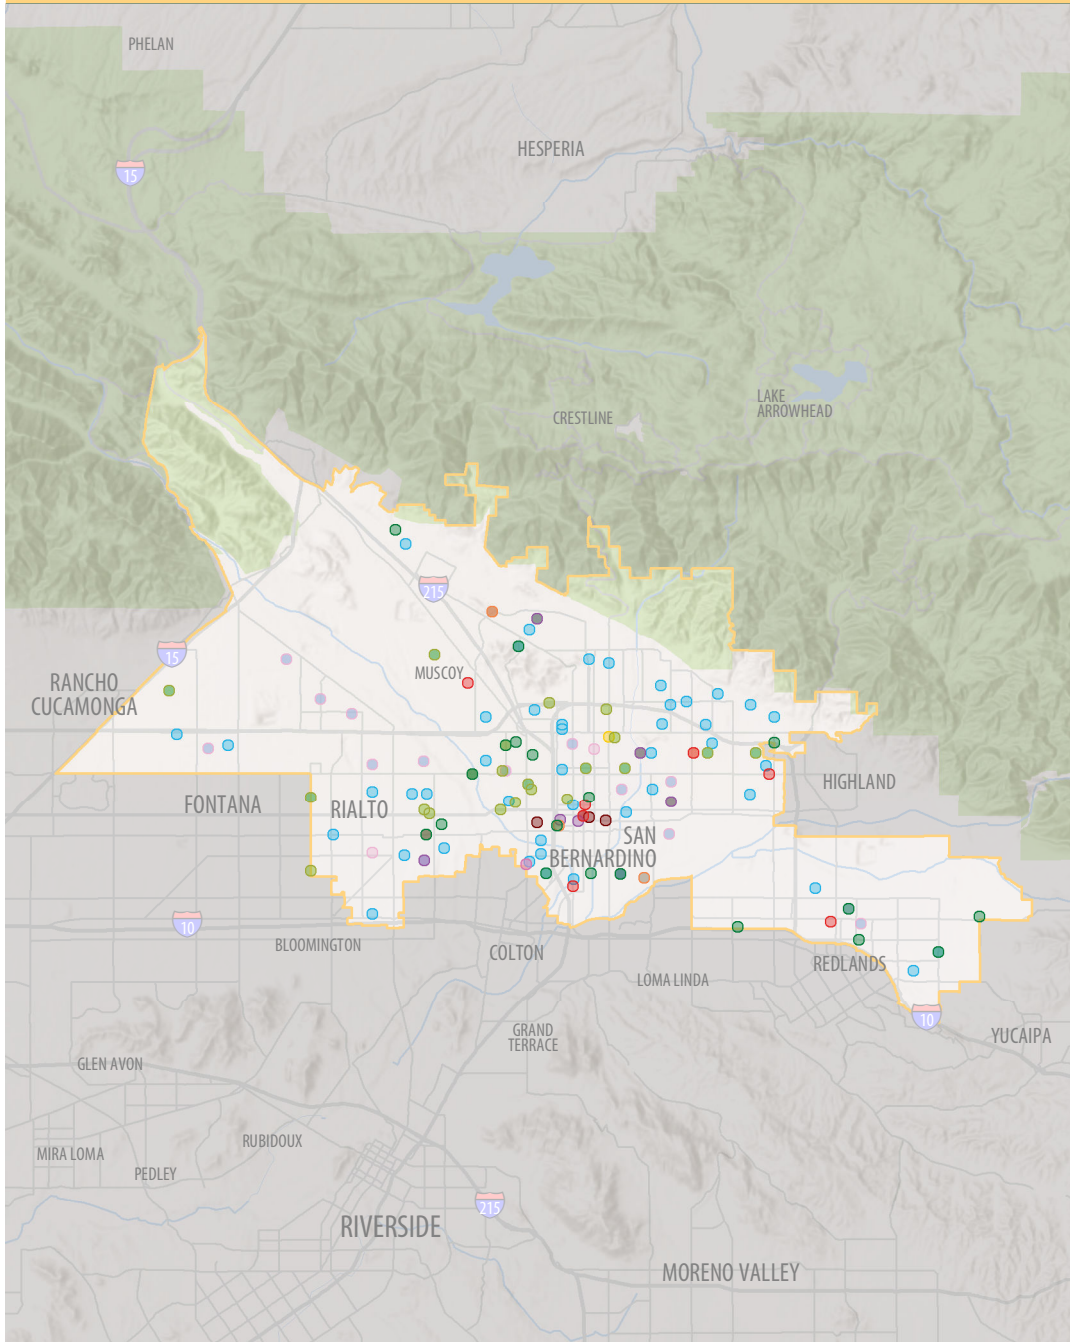 PHELAN
HESPERIA
15
CRESTLINE
LAKE
ARROWHEAD
215
15
MUSCOY
RANCHO
CUCAMONGA
HIGHLAND
FONTANA
RIALTO
SAN
BERNARDINO
10
BLOOMINGTON
COLTON
REDLANDS
LOMA LINDA
10
GRAND
TERRACE
YUCAIPA
GLEN AVON
RUBIDOUX
MIRA LOMA
PEDLEY
215
RIVERSIDE
MORENO VALLEY